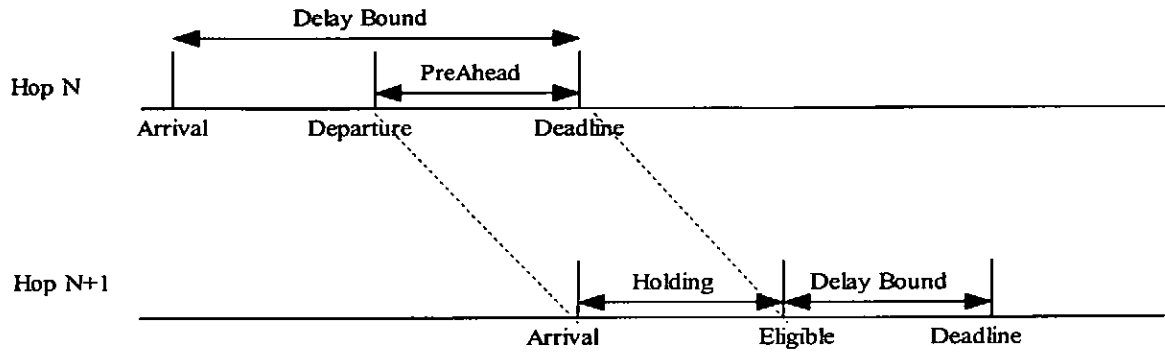 Delay Bound
Hop N
PreAhead
Arrival Departure Deadline
Hop N+1
Holding Delay Bound
Arrival Eligible Deadline